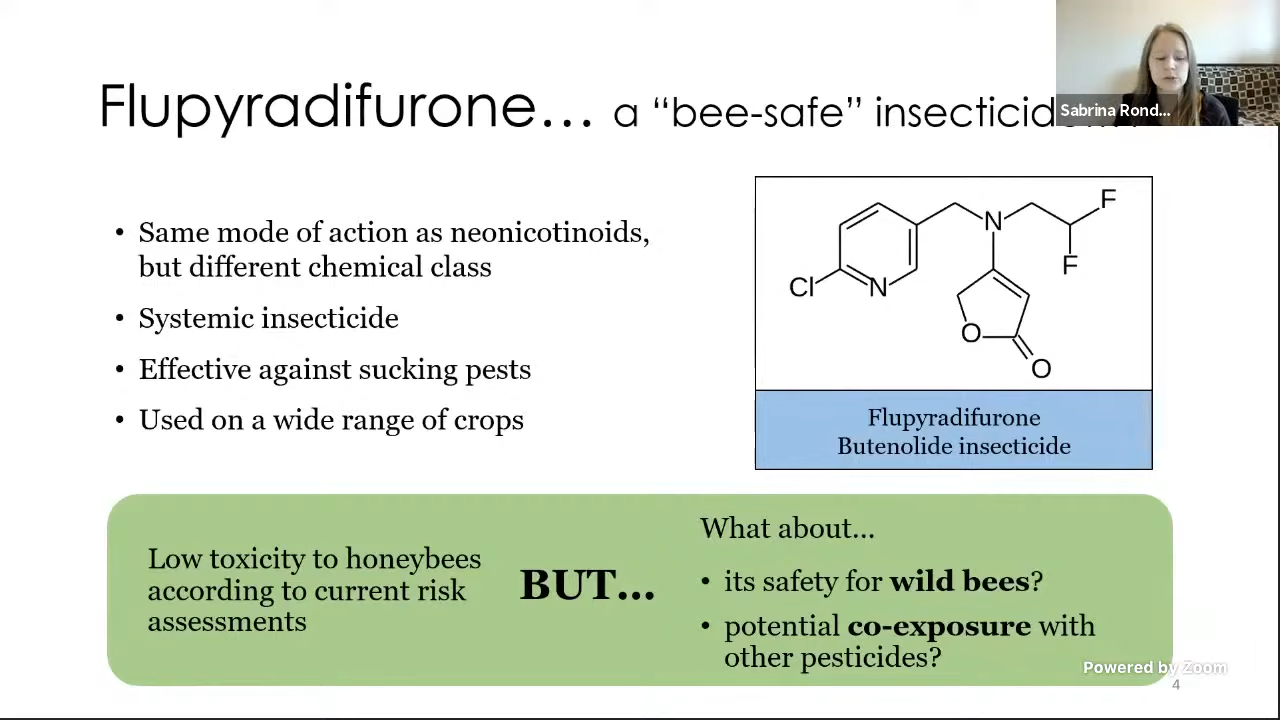 Flupyradifurone... a “bee-safe” insecticide
Sabrina Rond...
• Same mode of action as neonicotinoids,
but different chemical class
• Systemic insecticide
• Effective against sucking pests
• Used on a wide range of crops
F
N
F
Cl
N
O
O
Flupyradifurone
Butenolide insecticide
Low toxicity to honeybees
according to current risk
assessments
BUT...
What about...
• its safety for wild bees?
• potential co-exposure with
other pesticides?
Powered by Zoom
4